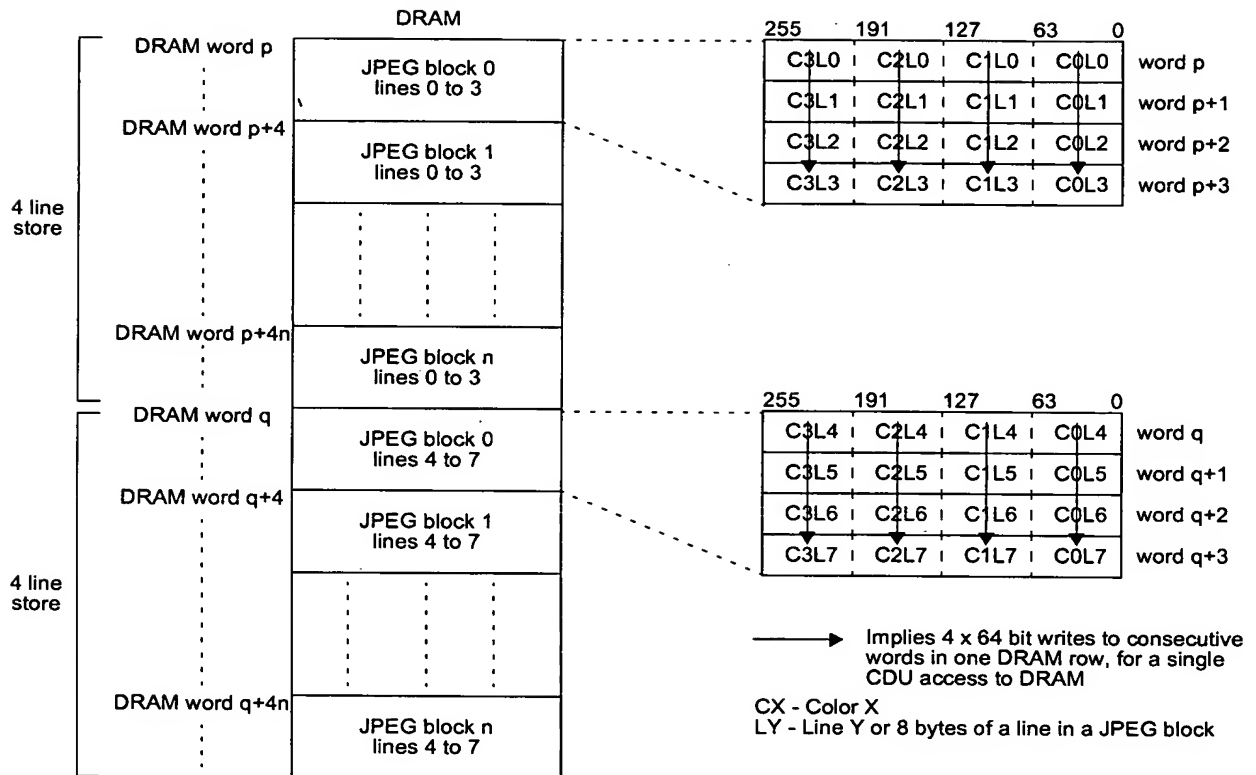 DRAM
DRAM word p
DRAM word p+4
4 line
store
DRAM word p+4n
DRAM word q
DRAM word q+4
4 line
store
DRAM word q+4n
JPEG block 0
lines 0 to 3
JPEG block 1
lines 0 to 3
JPEG block n
lines 0 to 3
JPEG block 0
lines 4 to 7
JPEG block 1
lines 4 to 7
JPEG block n
lines 4 to 7
255 191 127 63 0
C3L0 C2L0 C1L0 C0L0 word p
C3L1 C2L1 C1L1 C0L1 word p+1
C3L2 C2L2 C1L2 C0L2 word p+2
C3L3 C2L3 C1L3 C0L3 word p+3
255 191 127 63 0
C3L4 C2L4 C1L4 C0L4 word q
C3L5 C2L5 C1L5 C0L5 word q+1
C3L6 C2L6 C1L6 C0L6 word q+2
C3L7 C2L7 C1L7 C0L7 word q+3
Implies 4 x 64 bit writes to consecutive
words in one DRAM row, for a single
CDU access to DRAM
CX - Color X
LY - Line Y or 8 bytes of a line in a JPEG block